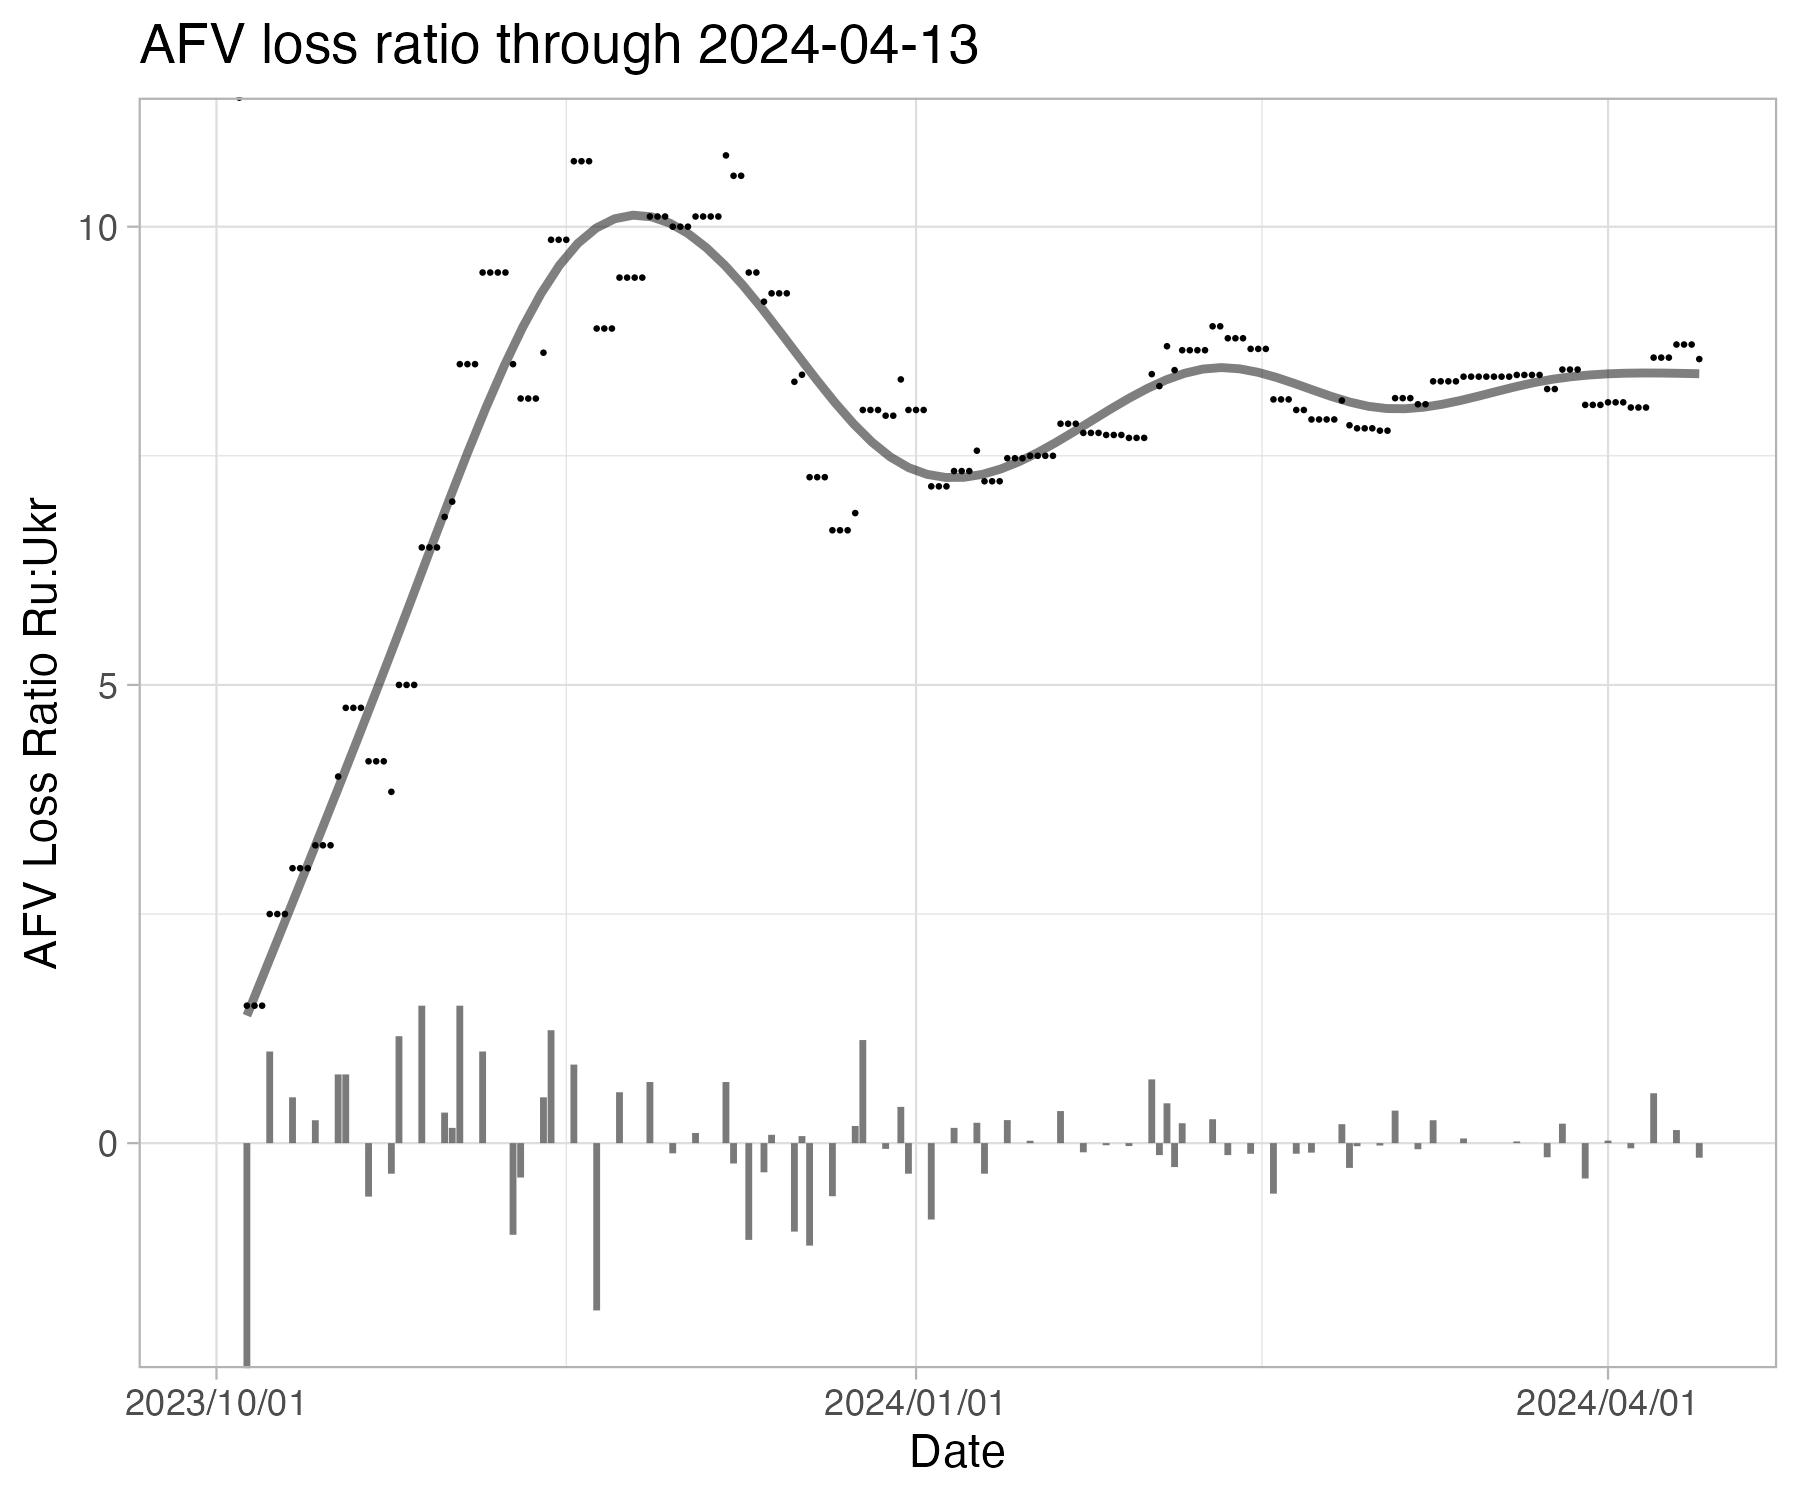 AFV loss ratio through 2024-04-13
AFV Loss Ratio Ru:Ukr
10
5
0
2023/10/01
2024/01/01
2024/04/01
Date